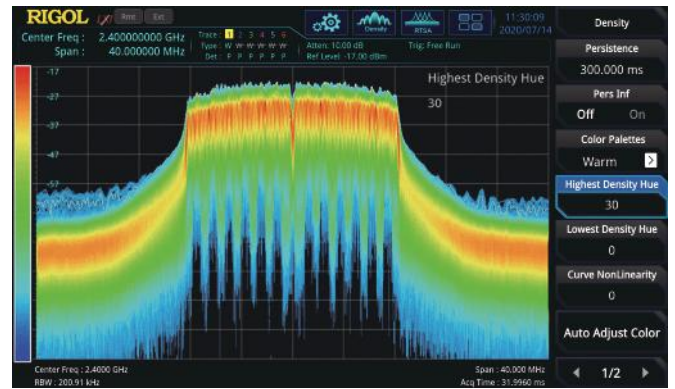 RIGOL LXI Rmt Ext
11:30:09
2020/07/14
Center Freq : 2.400000000 GHz
Span : 40.000000 MHz
Trace : 1 2 3 4 5 6
Type : W W W W W W
Det : P P P P P P
Density
RTSA
Atten: 10.00 dB
Ref Level -17.00 dBm
Trig: Free Run
Density
Persistence
300.000 ms
Pers Inf
Off On
Color Palettes
Warm
Highest Density Hue
30
Lowest Density Hue
0
Curve NonLinearity
0
Auto Adjust Color
1/2
Highest Density Hue
30
-17
-27
-37
-47
-57
Center Freq : 2.4000 GHz
RBW : 200.91 kHz
Span : 40.000 MHz
Acq Time : 31.9960 ms